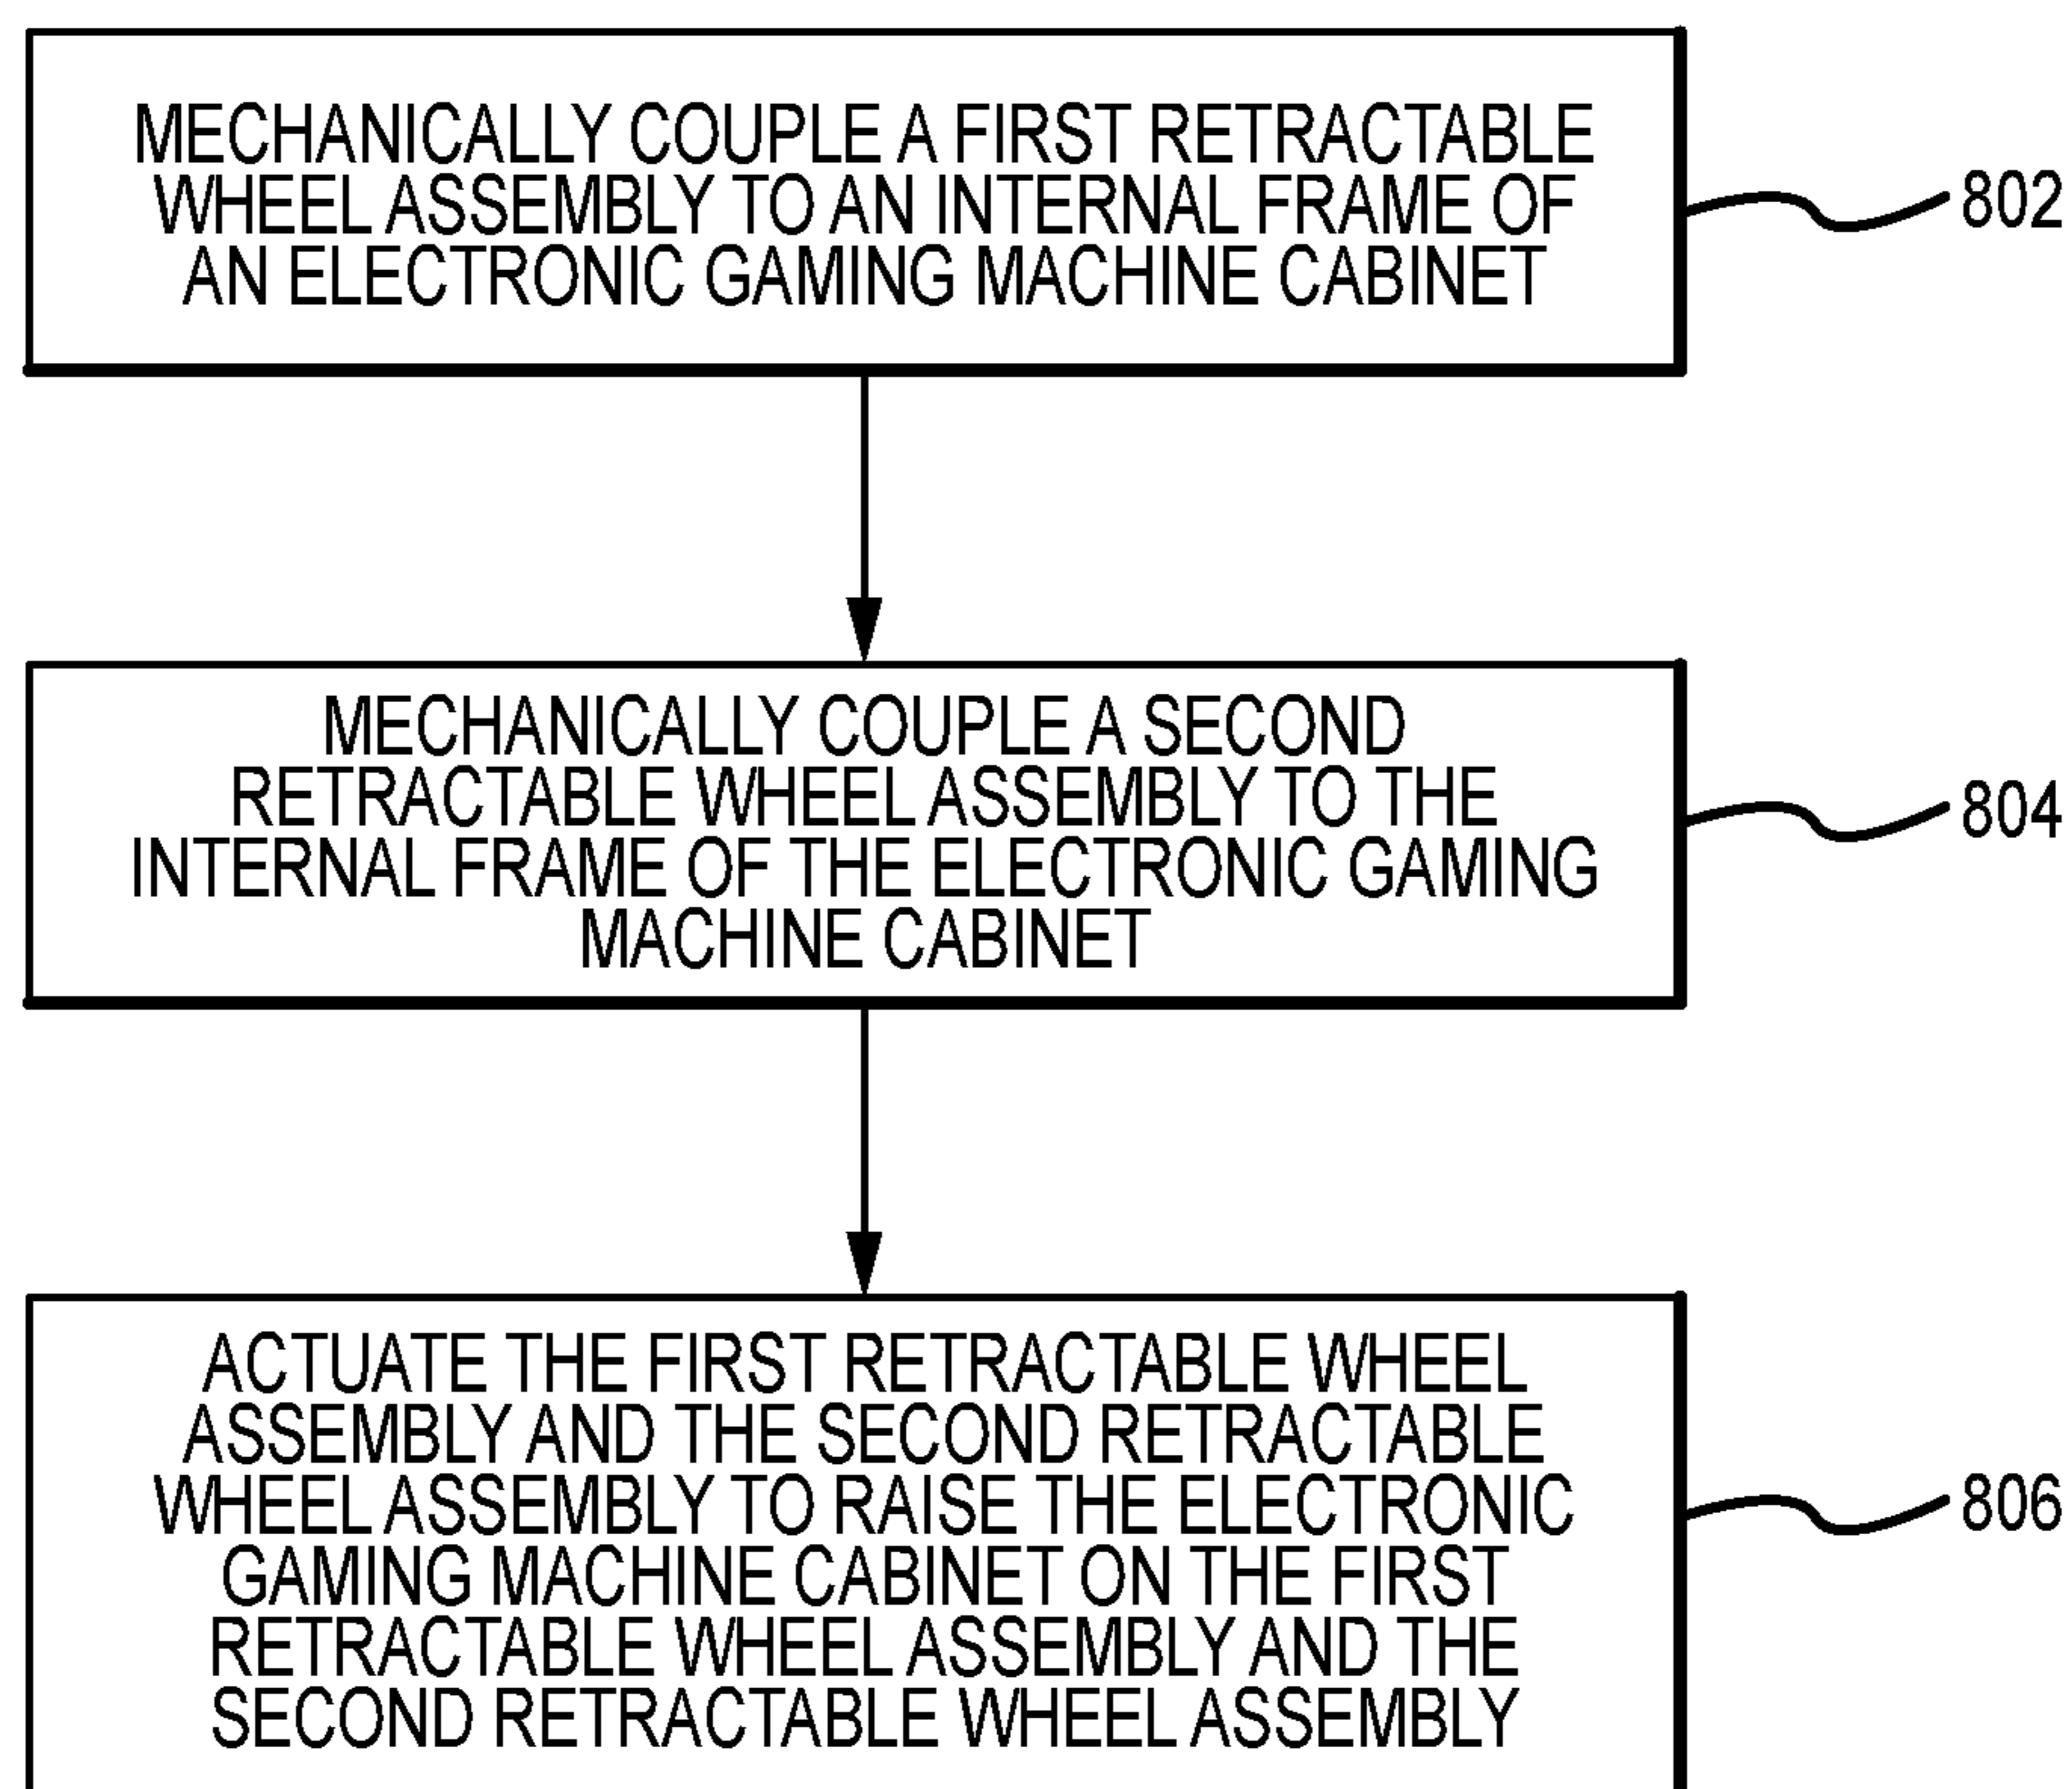 MECHANICALLY COUPLE A FIRST RETRACTABLE
WHEEL ASSEMBLY TO AN INTERNAL FRAME OF
AN ELECTRONIC GAMING MACHINE CABINET
802
MECHANICALLY COUPLE A SECOND
RETRACTABLE WHEEL ASSEMBLY TO THE
INTERNAL FRAME OF THE ELECTRONIC GAMING
MACHINE CABINET
804
ACTUATE THE FIRST RETRACTABLE WHEEL
ASSEMBLY AND THE SECOND RETRACTABLE
WHEEL ASSEMBLY TO RAISE THE ELECTRONIC
GAMING MACHINE CABINET ON THE FIRST
RETRACTABLE WHEEL ASSEMBLY AND THE
SECOND RETRACTABLE WHEEL ASSEMBLY
806